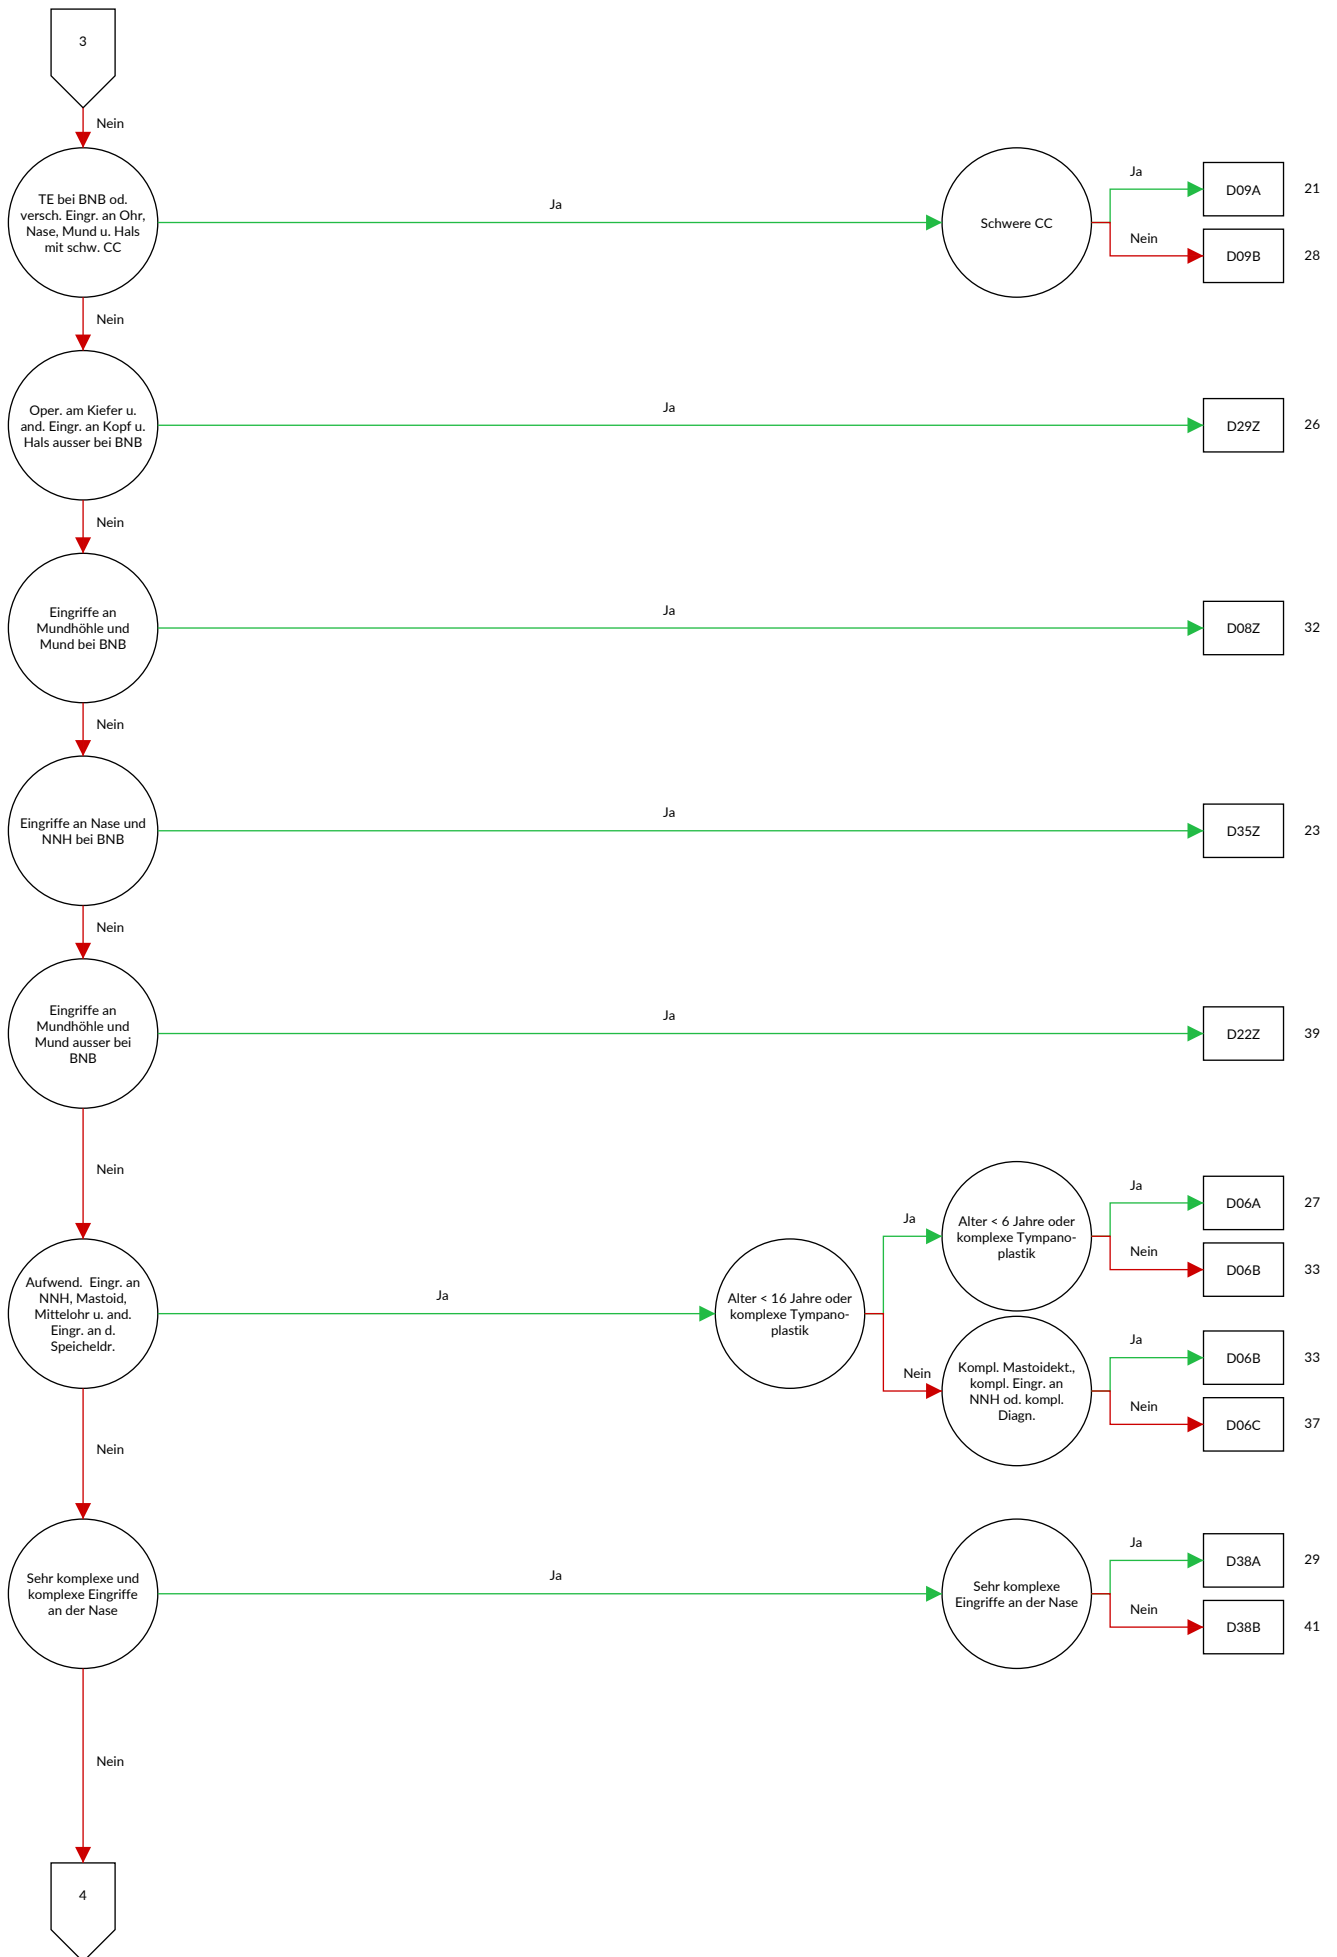 3
Nein
TE bei BNB od.
versch. Eingr. an Ohr,
Nase, Mund u. Hals
mit schw. CC
Ja
Schwere CC
Ja
D09A
21
Nein
D09B
28
Nein
Oper. am Kiefer u.
and. Eingr. an Kopf u.
Hals ausser bei BNB
Ja
D29Z
26
Nein
Eingriffe an
Mundhöhle und
Mund bei BNB
Ja
D08Z
32
Nein
Eingriffe an Nase und
NNH bei BNB
Ja
D35Z
23
Nein
Eingriffe an
Mundhöhle und
Mund ausser bei
BNB
Ja
D22Z
39
Nein
Aufwend. Eingr. an
NNH, Mastoid,
Mittelohr u. and.
Eingr. an d.
Speicheldr.
Ja
Alter < 16 Jahre oder
komplexe Tympano-
plastik
Ja
Alter < 6 Jahre oder
komplexe Tympano-
plastik
Ja
D06A
27
Nein
D06B
33
Nein
Kompl. Mastoidekt.,
kompl. Eingr. an
NNH od. kompl.
Diagn.
Ja
D06B
33
Nein
D06C
37
Nein
Sehr komplexe und
komplexe Eingriffe
an der Nase
Ja
Sehr komplexe
Eingriffe an der Nase
Ja
D38A
29
Nein
D38B
41
Nein
4